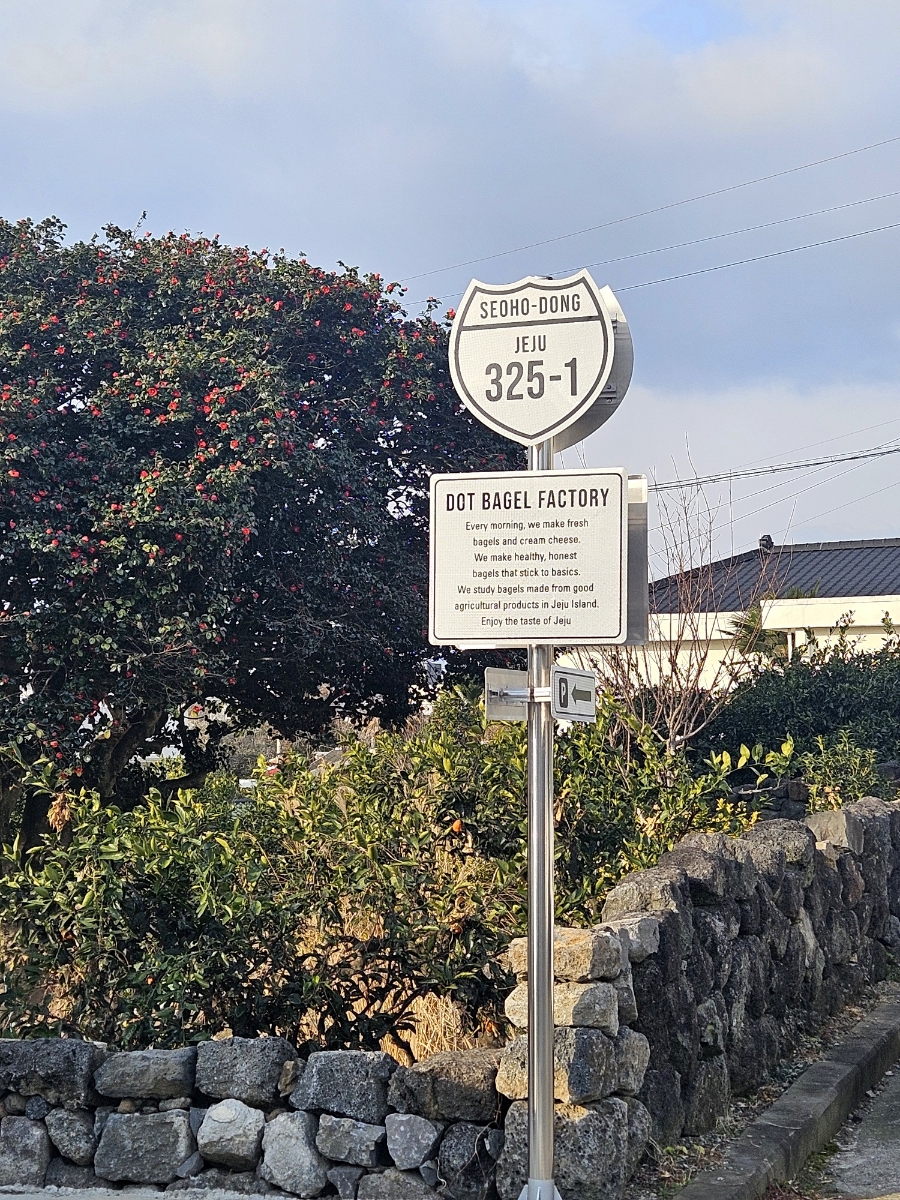 SEOHO-DONG
JEJU
325-1
DOT BAGEL FACTORY
Every morning, we make fresh
bagels and cream cheese.
We make healthy, honest
bagels that stick to basics.
We study bagels made from good
agricultural products in Jeju Island.
Enjoy the taste of Jeju
P